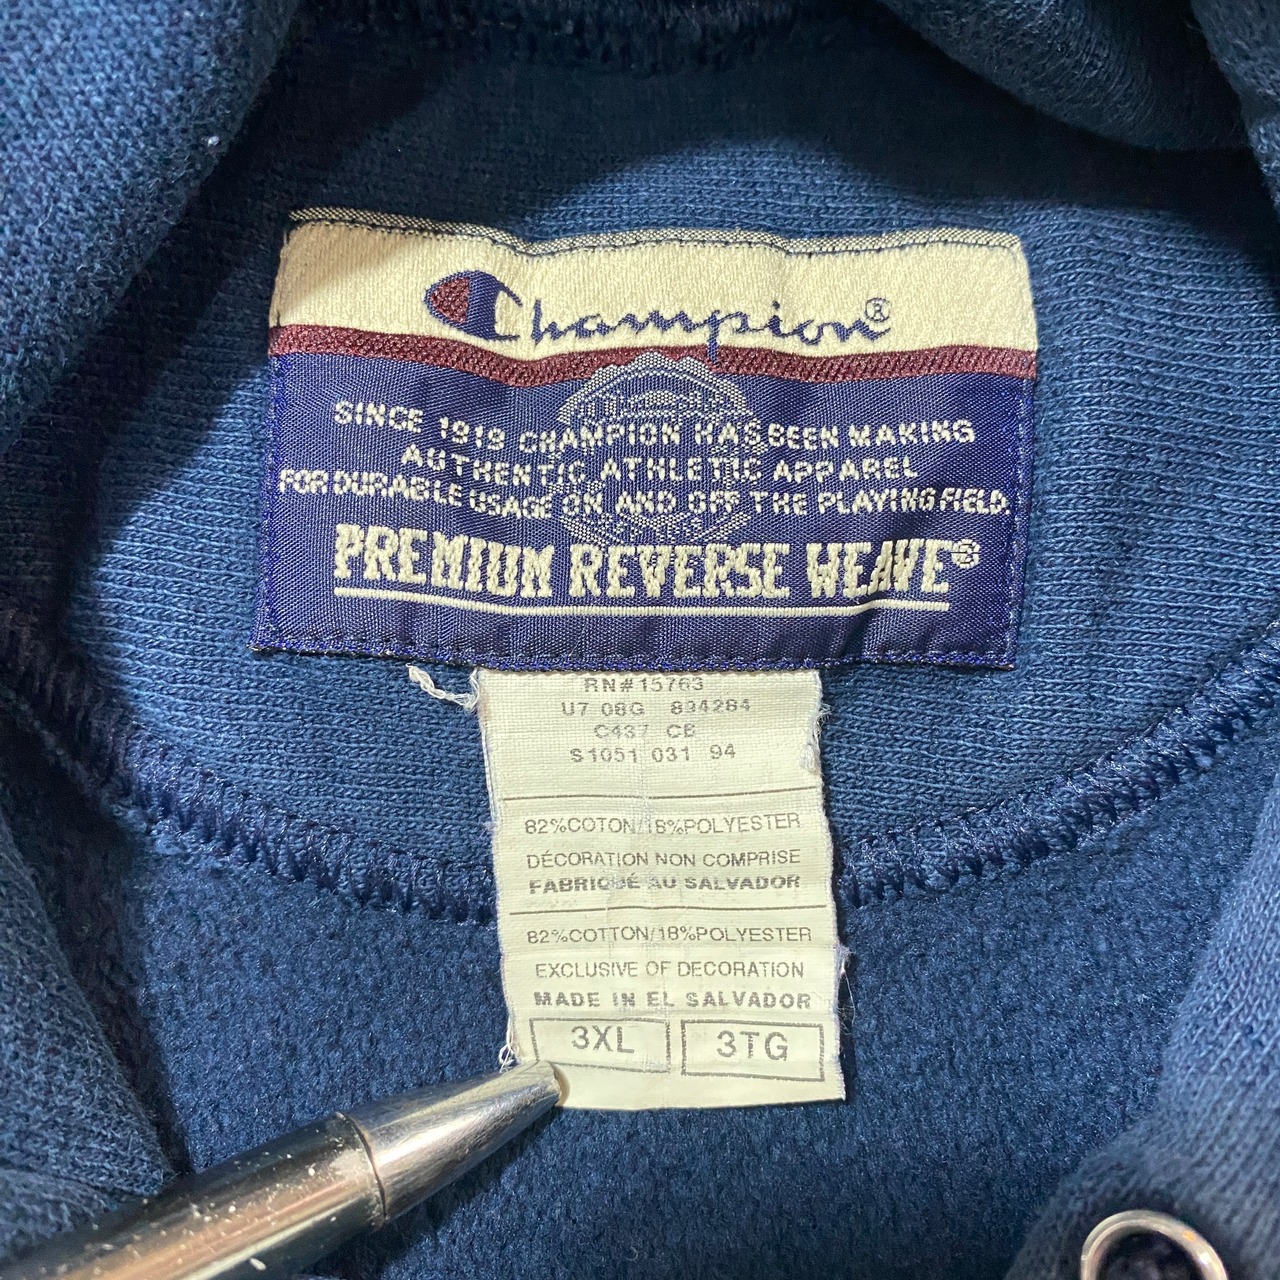 Champion®
SINCE 1919 CHAMPION HAS BEEN MAKING
AUTHENTIC ATHLETIC APPAREL
FOR DURABLE USAGE ON AND OFF THE PLAYING FIELD.
PREMIUM REVERSE WEAVE®
RN#15763
U7 08G 894284
C437 CE
S1051 031 94
82%COTON/18%POLYESTER
DÉCORATION NON COMPRISE
FABRIQUÉ AU SALVADOR
82%COTTON/18%POLYESTER
EXCLUSIVE OF DECORATION
MADE IN EL SALVADOR
3XL 3TG